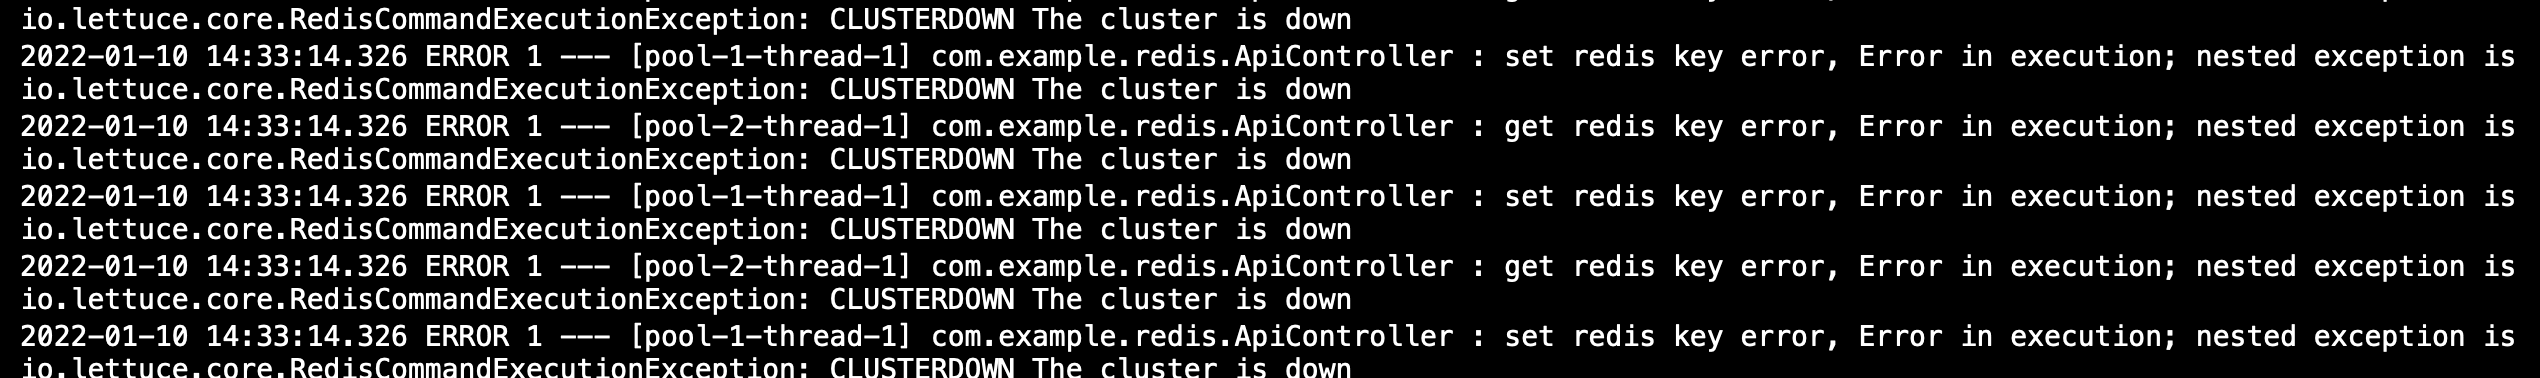 io.lettuce.core.RedisCommandExecutionException: CLUSTERDOWN The cluster is down
2022-01-10 14:33:14.326 ERROR 1 --- [pool-1-thread-1] com.example.redis.ApiController : set redis key error, Error in execution; nested exception is
io.lettuce.core.RedisCommandExecutionException: CLUSTERDOWN The cluster is down
2022-01-10 14:33:14.326 ERROR 1 --- [pool-2-thread-1] com.example.redis.ApiController : get redis key error, Error in execution; nested exception is
io.lettuce.core.RedisCommandExecutionException: CLUSTERDOWN The cluster is down
2022-01-10 14:33:14.326 ERROR 1 --- [pool-1-thread-1] com.example.redis.ApiController : set redis key error, Error in execution; nested exception is
io.lettuce.core.RedisCommandExecutionException: CLUSTERDOWN The cluster is down
2022-01-10 14:33:14.326 ERROR 1 --- [pool-2-thread-1] com.example.redis.ApiController : get redis key error, Error in execution; nested exception is
io.lettuce.core.RedisCommandExecutionException: CLUSTERDOWN The cluster is down
2022-01-10 14:33:14.326 ERROR 1 --- [pool-1-thread-1] com.example.redis.ApiController : set redis key error, Error in execution; nested exception is
io.lettuce.core.RedisCommandExecutionException: CLUSTERDOWN The cluster is down